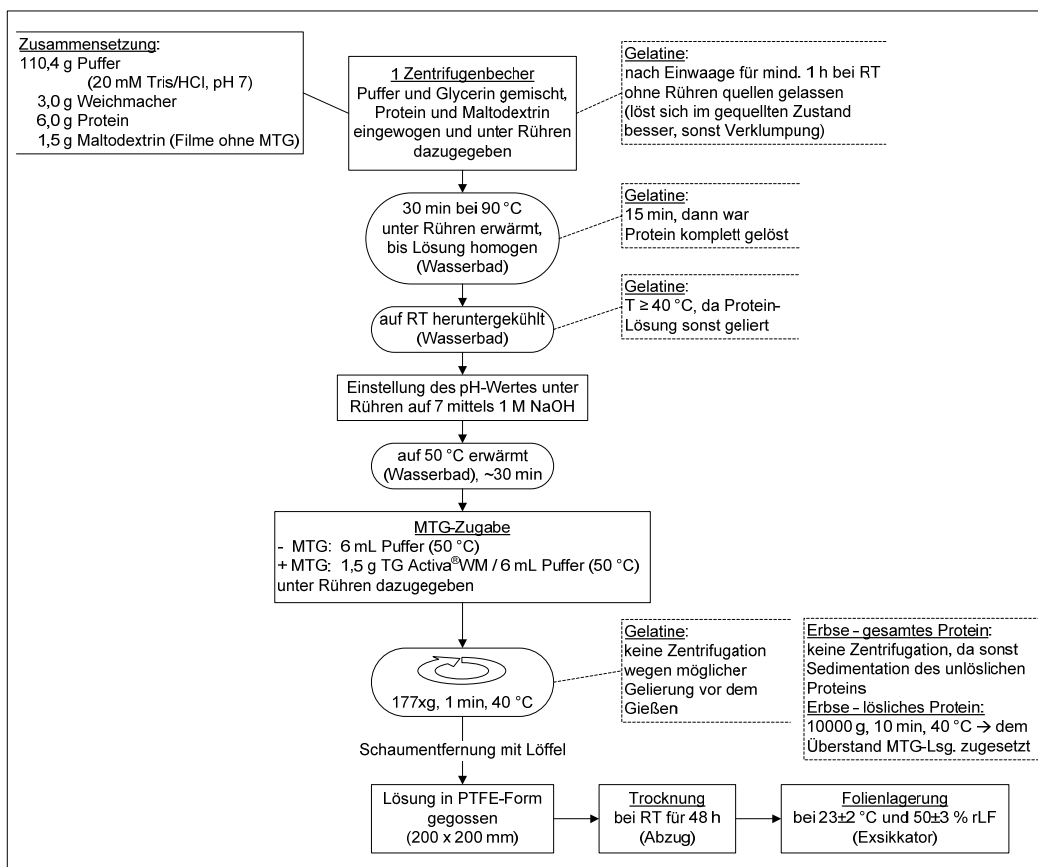 Zusammensetzung:
110,4 g Puffer
(20 mM Tris/HCl, pH 7)
3,0 g Weichmacher
6,0 g Protein
1,5 g Maltodextrin (Filme ohne MTG)
1 Zentrifugenbecher
Puffer und Glycerin gemischt,
Protein und Maltodextrin
eingewogen und unter Rühren
dazugegeben
Gelatine:
nach Einwaage für mind. 1 h bei RT
ohne Rühren quellen gelassen
(löst sich im gequellten Zustand
besser, sonst Verklumpung)
30 min bei 90 °C
unter Rühren erwärmt,
bis Lösung homogen
(Wasserbad)
Gelatine:
15 min, dann war
Protein komplett gelöst
auf RT heruntergekühlt
(Wasserbad)
Gelatine:
T ≥ 40 °C, da Protein-
Lösung sonst geliert
Einstellung des pH-Wertes unter
Rühren auf 7 mittels 1 M NaOH
auf 50 °C erwärmt
(Wasserbad), ~30 min
MTG-Zugabe
- MTG: 6 mL Puffer (50 °C)
+ MTG: 1,5 g TG Activa®WM / 6 mL Puffer (50 °C)
unter Rühren dazugegeben
177xg, 1 min, 40 °C
Gelatine:
keine Zentrifugation
wegen möglicher
Gelierung vor dem
Gießen
Erbse - gesamtes Protein:
keine Zentrifugation, da sonst
Sedimentation des unlöslichen
Proteins
Erbse - lösliches Protein:
10000 g, 10 min, 40 °C → dem
Überstand MTG-Lsg. zugesetzt
Schaumentfernung mit Löffel
Lösung in PTFE-Form
gegossen
(200 x 200 mm)
Trocknung
bei RT für 48 h
(Abzug)
Folienlagerung
bei 23±2 °C und 50±3 % rLF
(Exsikkator)